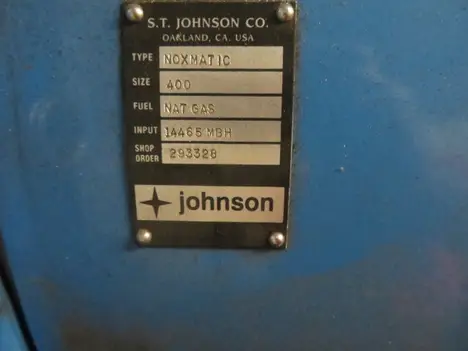 S.T. JOHNSON CO.
OAKLAND, CA. USA
TYPE NOXMATIC
SIZE 400
FUEL NAT GAS
INPUT 14465 MBH
SHOP ORDER 293328
johnson